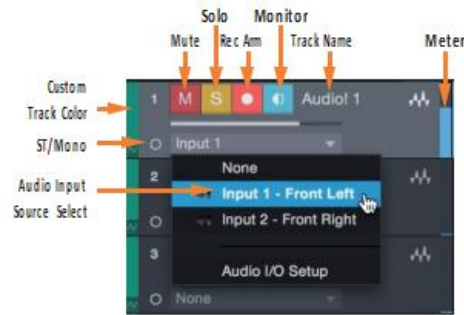 Solo Monitor
Mute Rec Arm Track Name Meter
Custom
Track Color
ST/Mono
Audio Input
Source Select
1 M S Audio! 1
Input 1
2
None
Input 1 - Front Left
Input 2 - Front Right
3
Audio I/O Setup
None